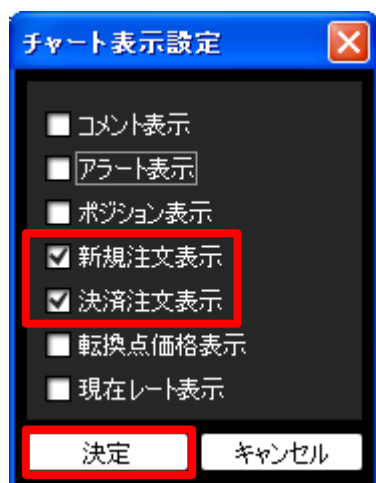 チャート表示設定
コメント表示
アラート表示
ポジション表示
新規注文表示
決済注文表示
転換点価格表示
現在レート表示
決定 キャンセル